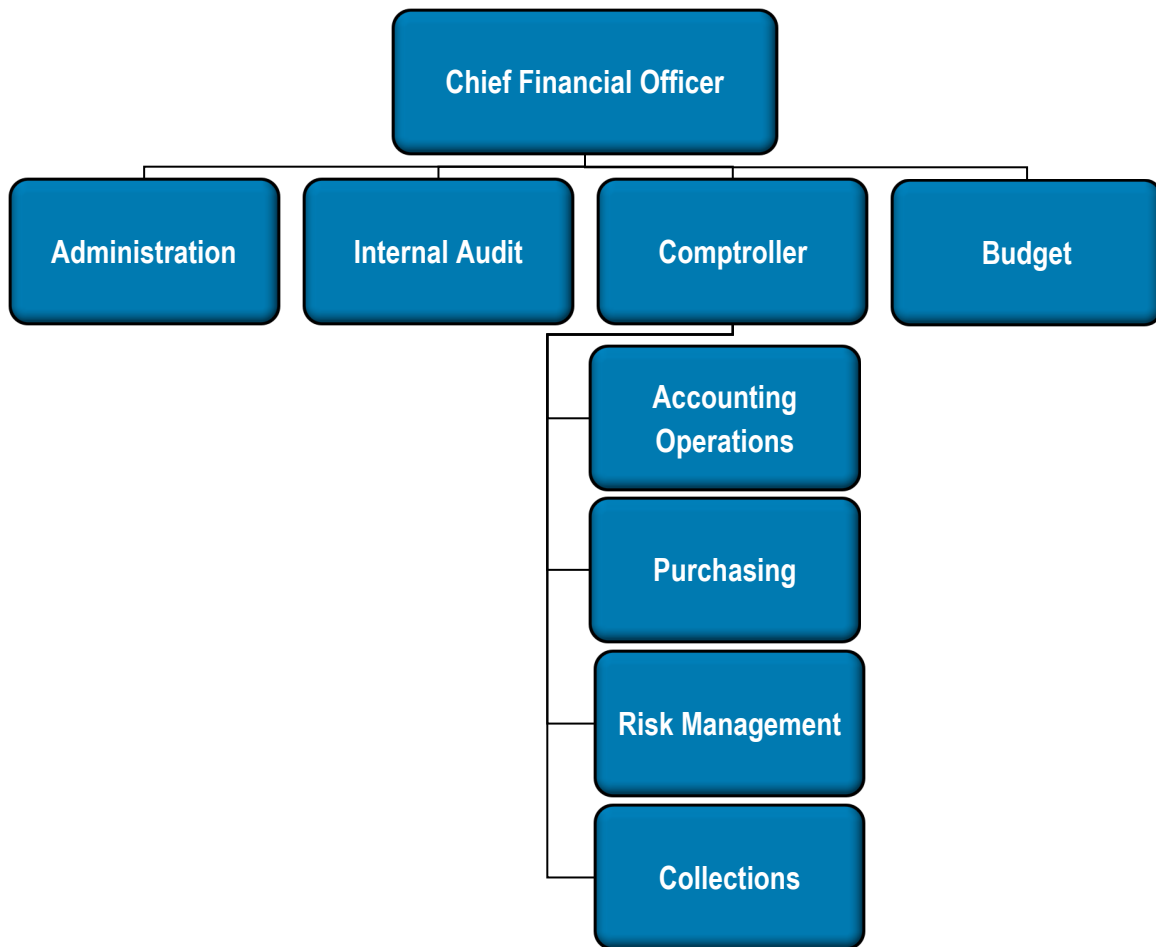 Chief Financial Officer
Administration
Internal Audit
Comptroller
Budget
Accounting
Operations
Purchasing
Risk Management
Collections